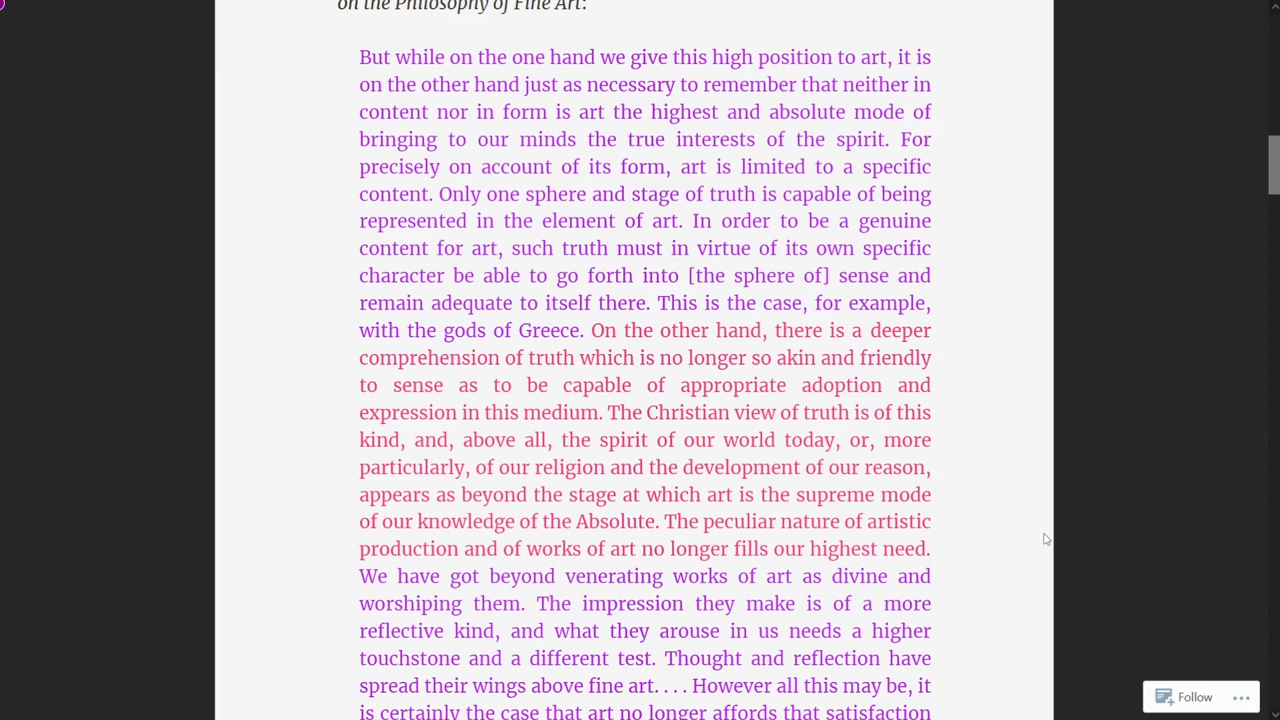 on the Philosophy of Fine Art:
But while on the one hand we give this high position to art, it is
on the other hand just as necessary to remember that neither in
content nor in form is art the highest and absolute mode of
bringing to our minds the true interests of the spirit. For
precisely on account of its form, art is limited to a specific
content. Only one sphere and stage of truth is capable of being
represented in the element of art. In order to be a genuine
content for art, such truth must in virtue of its own specific
character be able to go forth into [the sphere of] sense and
remain adequate to itself there. This is the case, for example,
with the gods of Greece. On the other hand, there is a deeper
comprehension of truth which is no longer so akin and friendly
to sense as to be capable of appropriate adoption and
expression in this medium. The Christian view of truth is of this
kind, and, above all, the spirit of our world today, or, more
particularly, of our religion and the development of our reason,
appears as beyond the stage at which art is the supreme mode
of our knowledge of the Absolute. The peculiar nature of artistic
production and of works of art no longer fills our highest need.
We have got beyond venerating works of art as divine and
worshiping them. The impression they make is of a more
reflective kind, and what they arouse in us needs a higher
touchstone and a different test. Thought and reflection have
spread their wings above fine art. . . . However all this may be, it
is certainly the case that art no longer affords that satisfaction
Follow